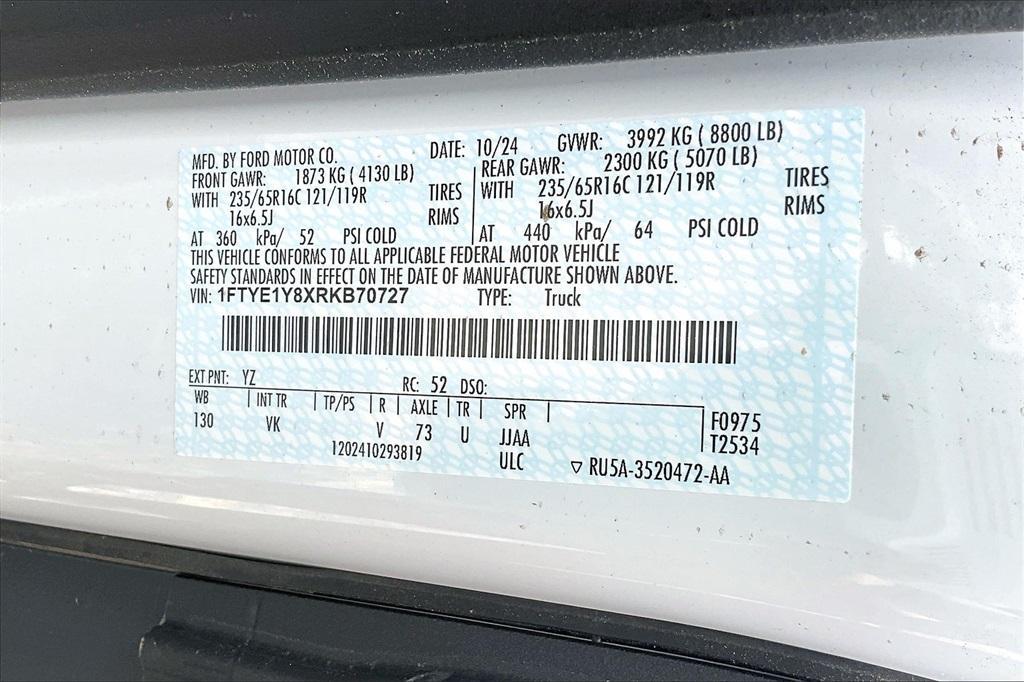 MFD. BY FORD MOTOR CO. DATE: 10/24 GVWR: 3992 KG ( 8800 LB)
FRONT GAWR: 1873 KG ( 4130 LB) REAR GAWR: 2300 KG ( 5070 LB)
WITH 235/65R16C 121/119R TIRES WITH 235/65R16C 121/119R TIRES
16x6.5J RIMS 16x6.5J RIMS
AT 360 kPa/ 52 PSI COLD AT 440 kPa/ 64 PSI COLD
THIS VEHICLE CONFORMS TO ALL APPLICABLE FEDERAL MOTOR VEHICLE
SAFETY STANDARDS IN EFFECT ON THE DATE OF MANUFACTURE SHOWN ABOVE.
VIN: 1FTYE1Y8XRKB70727 TYPE: Truck
EXT PNT: YZ RC: 52 DSO:
WB | INT TR | TP/PS | R | AXLE | TR | SPR | F0975
130 VK V 73 U JJAA T2534
1202410293819 ULC ▽ RU5A-3520472-AA